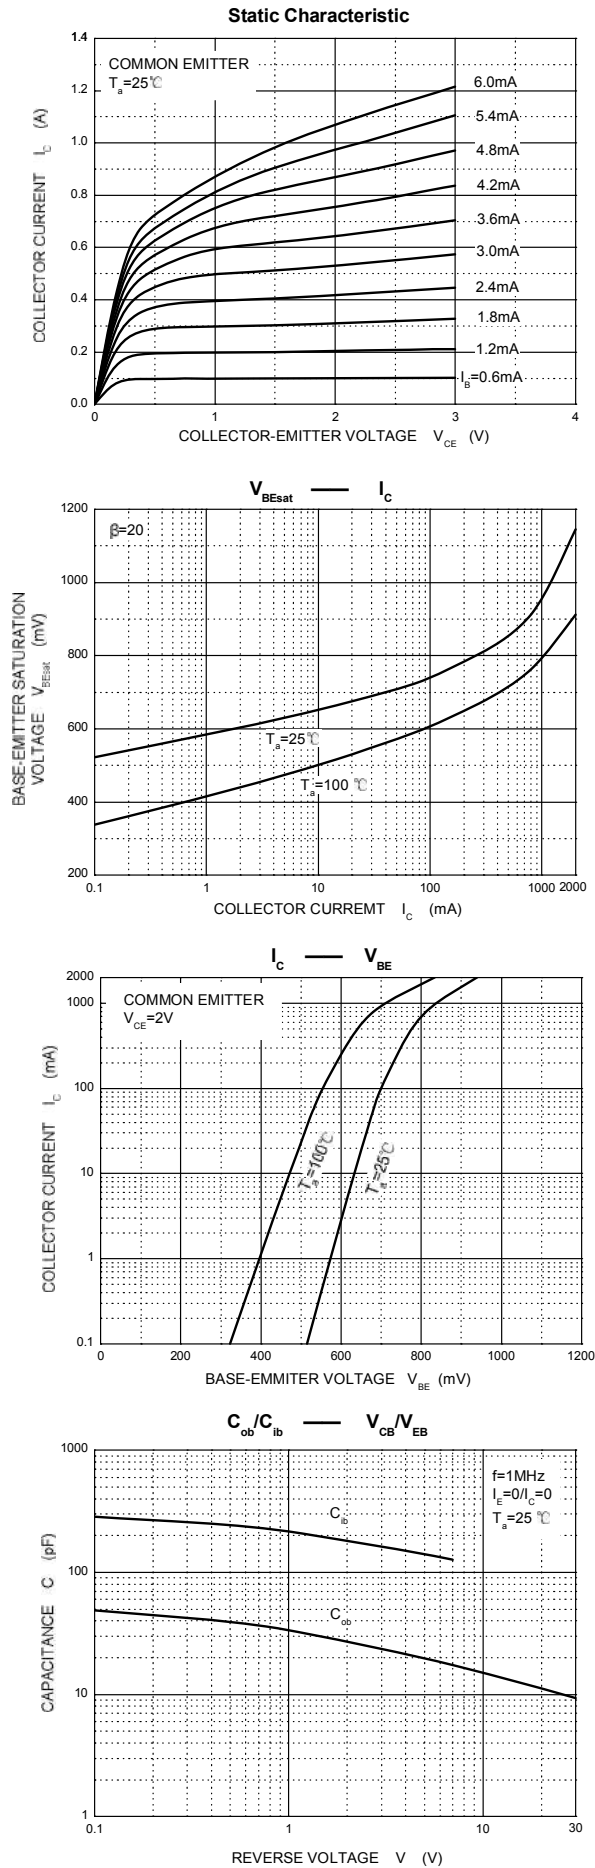 Static Characteristic
COMMON EMITTER
Ta=25℃
COLLECTOR CURRENT IC (A)
1.4
1.2
1.0
0.8
0.6
0.4
0.2
0.0
6.0mA
5.4mA
4.8mA
4.2mA
3.6mA
3.0mA
2.4mA
1.8mA
1.2mA
IB=0.6mA
0 1 2 3 4
COLLECTOR-EMITTER VOLTAGE VCE (V)
VBEsat —— IC
β=20
BASE-EMITTER SATURATION
VOLTAGE VBEsat (mV)
1200
1000
800
600
400
200
Ta=25℃
Ta=100 ℃
0.1 1 10 100 1000 2000
COLLECTOR CURREMT IC (mA)
IC —— VBE
COMMON EMITTER
VCE=2V
COLLECTOR CURRENT IC (mA)
2000
1000
100
10
1
0.1
Ta=100℃
Ta=25℃
0 200 400 600 800 1000 1200
BASE-EMMITER VOLTAGE VBE (mV)
Cob/Cib —— VCB/VEB
f=1MHz
IE=0/IC=0
Ta=25 ℃
CAPACITANCE C (pF)
1000
100
10
1
Cib
Cob
0.1 1 10 30
REVERSE VOLTAGE V (V)